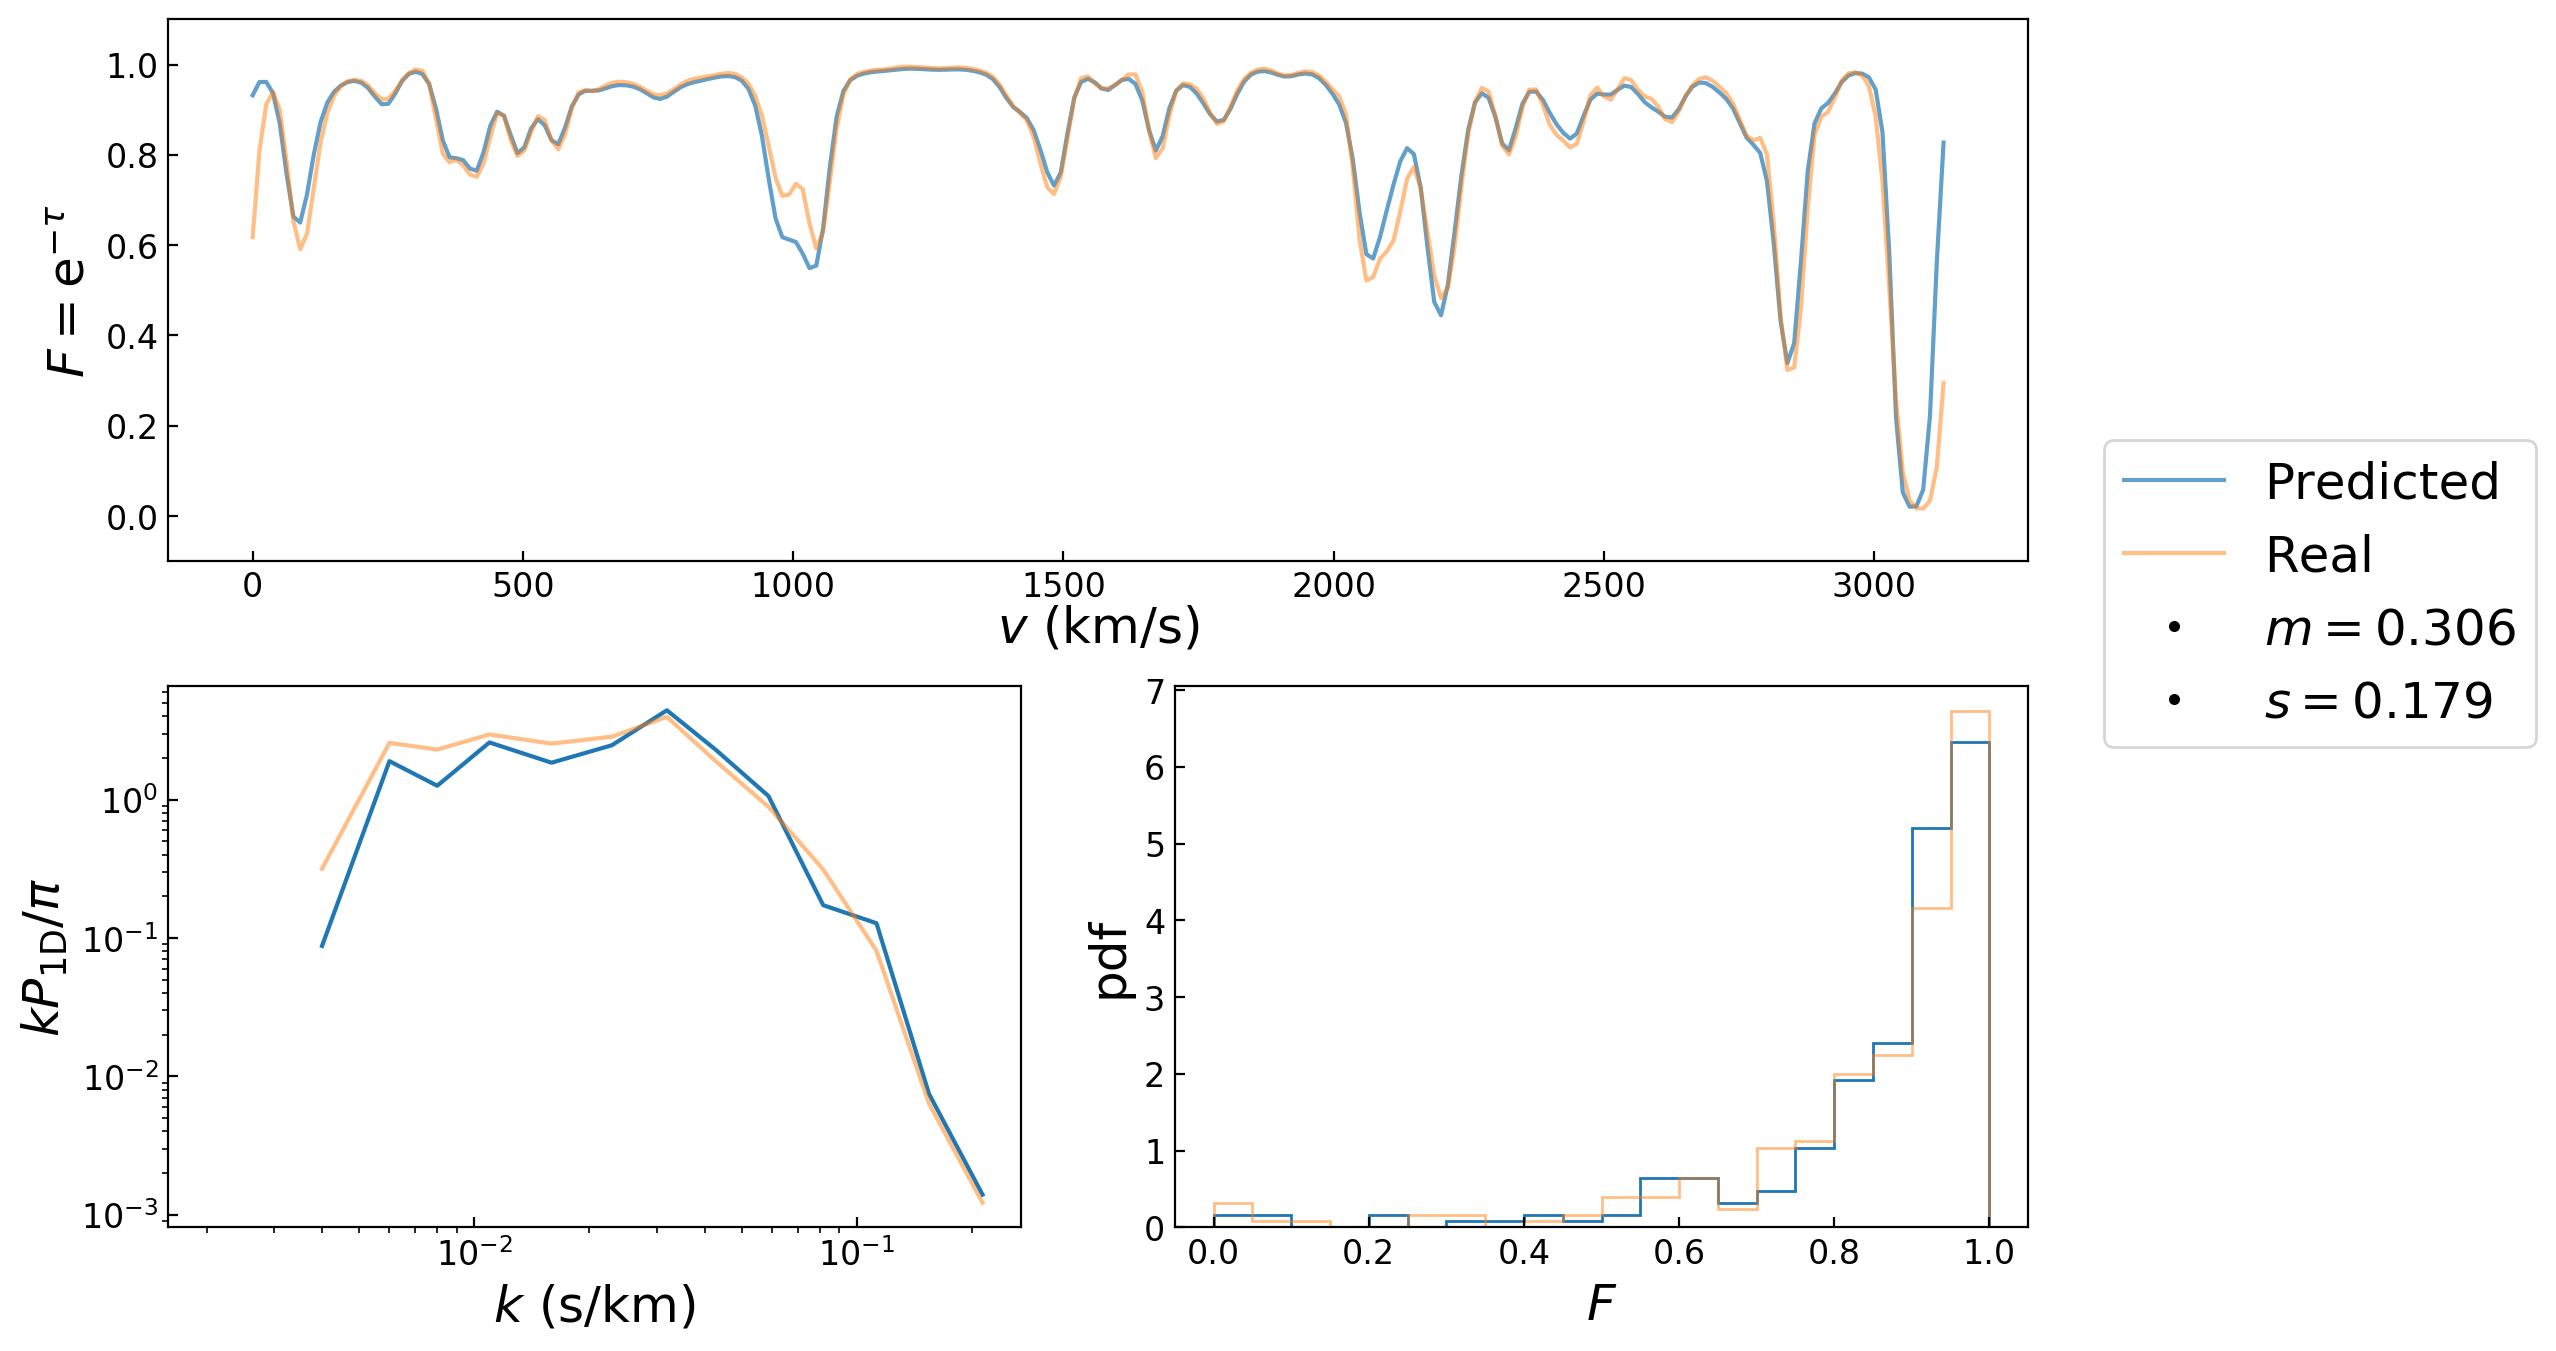 F = e^{−τ}
1.0
0.8
0.6
0.4
0.2
0.0
0 500 1000 1500 2000 2500 3000
v (km/s)
Predicted
Real
m = 0.306
s = 0.179
kP_{1D}/π
10^{0}
10^{−1}
10^{−2}
10^{−3}
10^{−2} 10^{−1}
k (s/km)
pdf
7
6
5
4
3
2
1
0
0.0 0.2 0.4 0.6 0.8 1.0
F